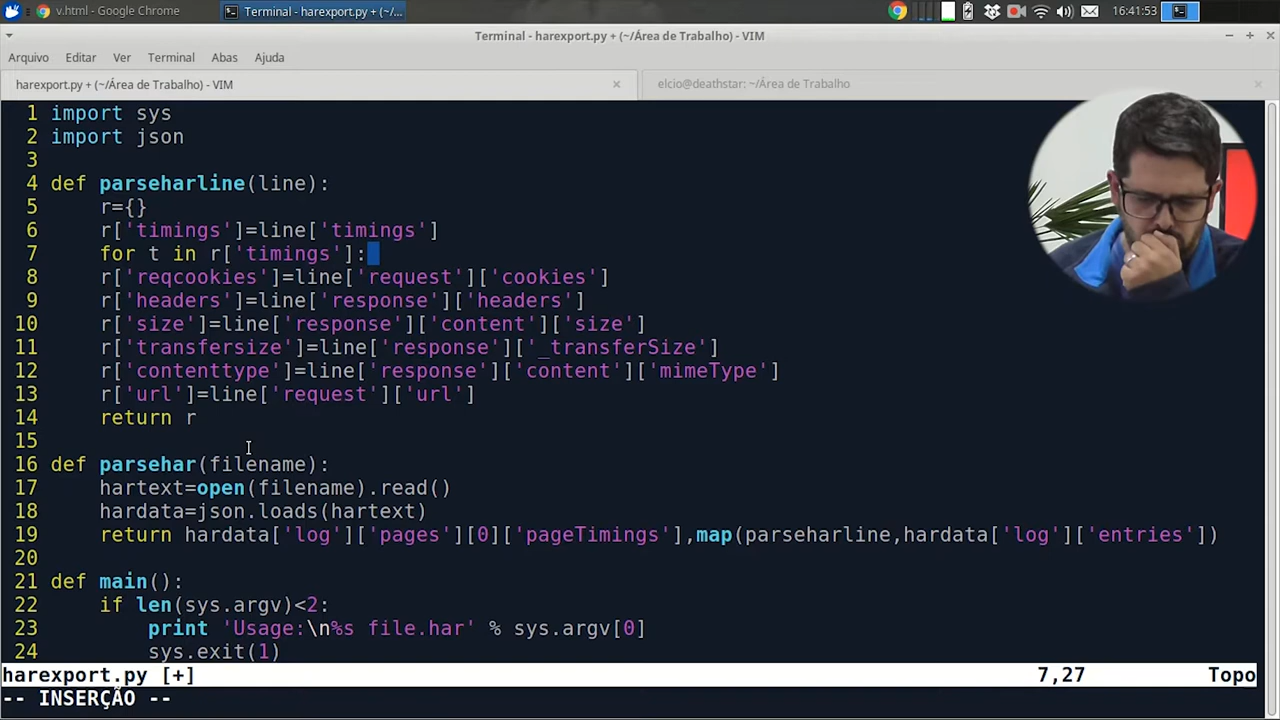 v.html - Google Chrome
Terminal - harexport.py + (~/...
16:41:53
Terminal - harexport.py + (~/Área de Trabalho) - VIM
Arquivo Editar Ver Terminal Abas Ajuda
harexport.py + (~/Área de Trabalho) - VIM
elcio@deathstar: ~/Área de Trabalho
1 import sys
2 import json
3
4 def parseharline(line):
5     r={}
6     r['timings']=line['timings']
7     for t in r['timings']:
8     r['reqcookies']=line['request']['cookies']
9     r['headers']=line['response']['headers']
10     r['size']=line['response']['content']['size']
11     r['transfersize']=line['response']['_transferSize']
12     r['contenttype']=line['response']['content']['mimeType']
13     r['url']=line['request']['url']
14     return r
15
16 def parsehar(filename):
17     hartext=open(filename).read()
18     hardata=json.loads(hartext)
19     return hardata['log']['pages'][0]['pageTimings'],map(parseharline,hardata['log']['entries'])
20
21 def main():
22     if len(sys.argv)<2:
23         print 'Usage:\n%s file.har' % sys.argv[0]
24         sys.exit(1)
harexport.py [+] 7,27 Topo
-- INSERÇÃO --